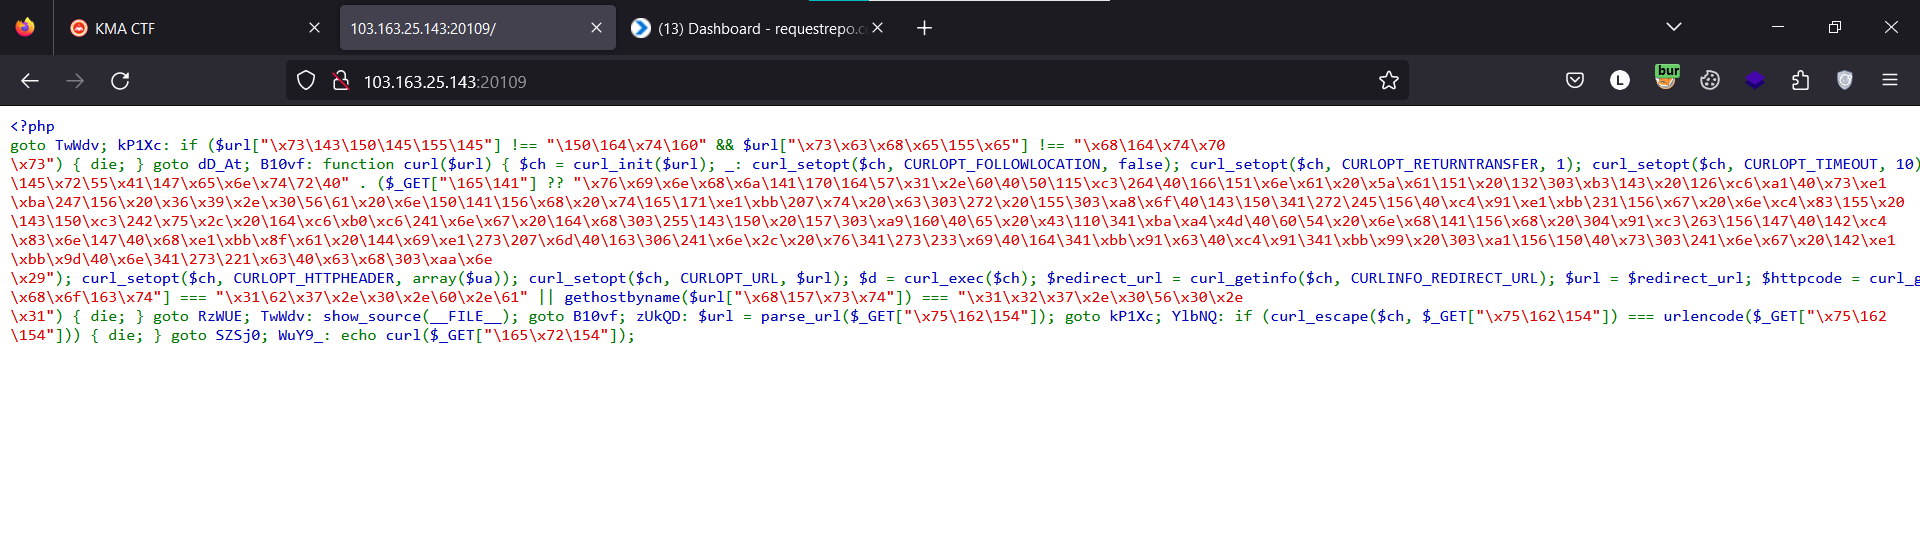 KMA CTF
103.163.25.143:20109/
(13) Dashboard - requestrepo.c
103.163.25.143:20109
L
bur
<?php
goto TwWdv; kP1Xc: if ($url["\x73\143\150\145\155\145"] !== "\150\164\x74\160" && $url["\x73\x63\x68\x65\155\x65"] !== "\x68\164\x74\x70
\x73") { die; } goto dD_At; B10vf: function curl($url) { $ch = curl_init($url); _: curl_setopt($ch, CURLOPT_FOLLOWLOCATION, false); curl_setopt($ch, CURLOPT_RETURNTRANSFER, 1); curl_setopt($ch, CURLOPT_TIMEOUT, 10)
\145\x72\55\x41\147\x65\x6e\x74\72\40" . ($_GET["\165\141"] ?? "\x76\x69\x6e\x68\x6a\141\170\164\57\x31\x2e\60\40\50\115\xc3\264\40\166\151\x6e\x61\x20\x5a\x61\151\x20\132\303\xb3\143\x20\126\xc6\xa1\40\x73\xe1
\xba\247\156\x20\x36\x39\x2e\x30\56\61\x20\x6e\150\141\156\x68\x20\x74\165\171\xe1\xbb\207\x74\x20\x63\303\272\x20\155\303\xa8\x6f\40\143\150\341\272\245\156\40\xc4\x91\xe1\xbb\231\156\x67\x20\x6e\xc4\x83\155\x20
\143\150\xc3\242\x75\x2c\x20\164\xc6\xb0\xc6\241\x6e\x67\x20\164\x68\303\255\143\150\x20\157\303\xa9\160\40\65\x20\x43\110\341\xba\xa4\x4d\40\60\x54\x20\x6e\x68\141\156\x68\x20\304\x91\xc3\263\156\147\40\142\xc4
\x83\x6e\147\40\x68\xe1\xbb\x8f\x61\x20\144\x69\xe1\273\207\x6d\40\163\306\241\x6e\x2c\x20\x76\341\273\233\x69\40\164\341\xbb\x91\x63\40\xc4\x91\341\xbb\x99\x20\303\xa1\156\150\40\x73\303\241\x6e\x67\x20\142\xe1
\xbb\x9d\40\x6e\341\273\221\x63\40\x63\x68\303\xaa\x6e
\x29"); curl_setopt($ch, CURLOPT_HTTPHEADER, array($ua)); curl_setopt($ch, CURLOPT_URL, $url); $d = curl_exec($ch); $redirect_url = curl_getinfo($ch, CURLINFO_REDIRECT_URL); $url = $redirect_url; $httpcode = curl_g
\x68\x6f\163\x74"] === "\x31\62\x37\x2e\x30\x2e\60\x2e\61" || gethostbyname($url["\x68\157\x73\x74"]) === "\x31\x32\x37\x2e\x30\56\x30\x2e
\x31") { die; } goto RzWUE; TwWdv: show_source(__FILE__); goto B10vf; zUkQD: $url = parse_url($_GET["\x75\162\154"]); goto kP1Xc; YlbNQ: if (curl_escape($ch, $_GET["\x75\162\154"]) === urlencode($_GET["\x75\162
\154"])) { die; } goto SZSj0; WuY9_: echo curl($_GET["\165\x72\154"]);